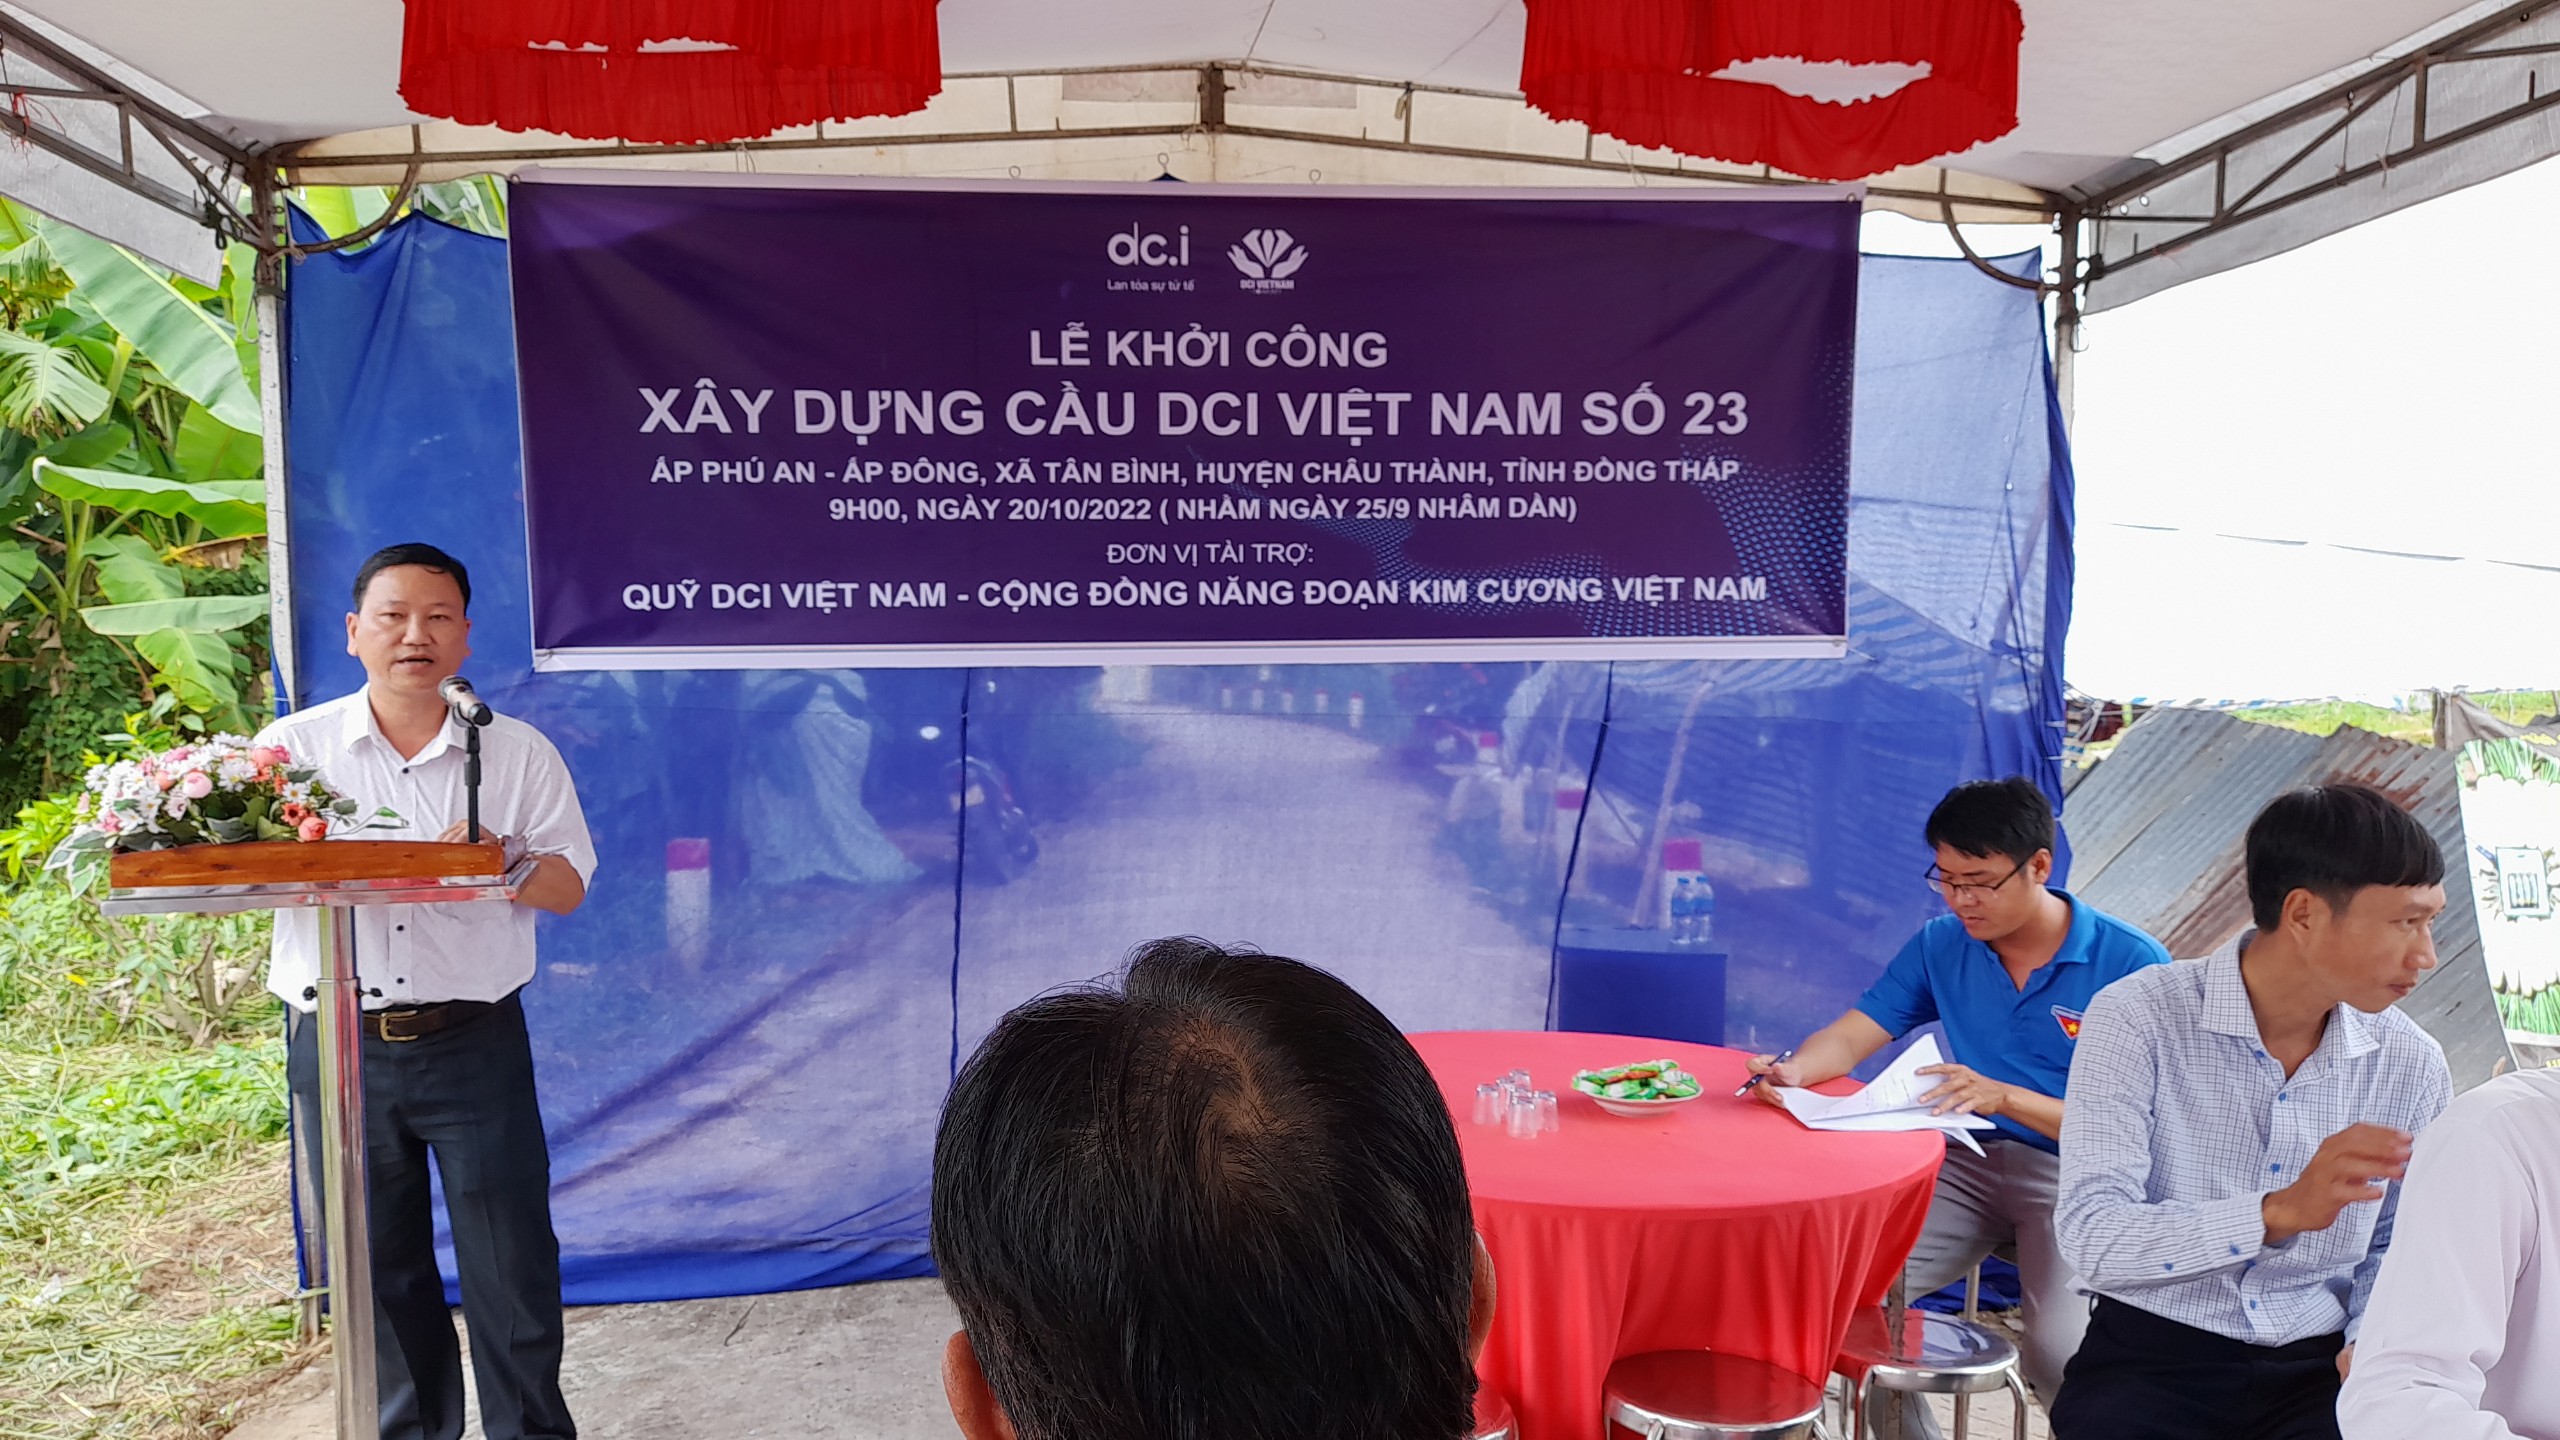 dc.i
Lan tỏa sự tử tế
DCI VIETNAM
LỄ KHỞI CÔNG
XÂY DỰNG CẦU DCI VIỆT NAM SỐ 23
ẤP PHÚ AN - ẤP ĐÔNG, XÃ TÂN BÌNH, HUYỆN CHÂU THÀNH, TỈNH ĐỒNG THÁP
9H00, NGÀY 20/10/2022 ( NHẰM NGÀY 25/9 NHÂM DẦN)
ĐƠN VỊ TÀI TRỢ:
QUỸ DCI VIỆT NAM - CỘNG ĐỒNG NĂNG ĐOẠN KIM CƯƠNG VIỆT NAM